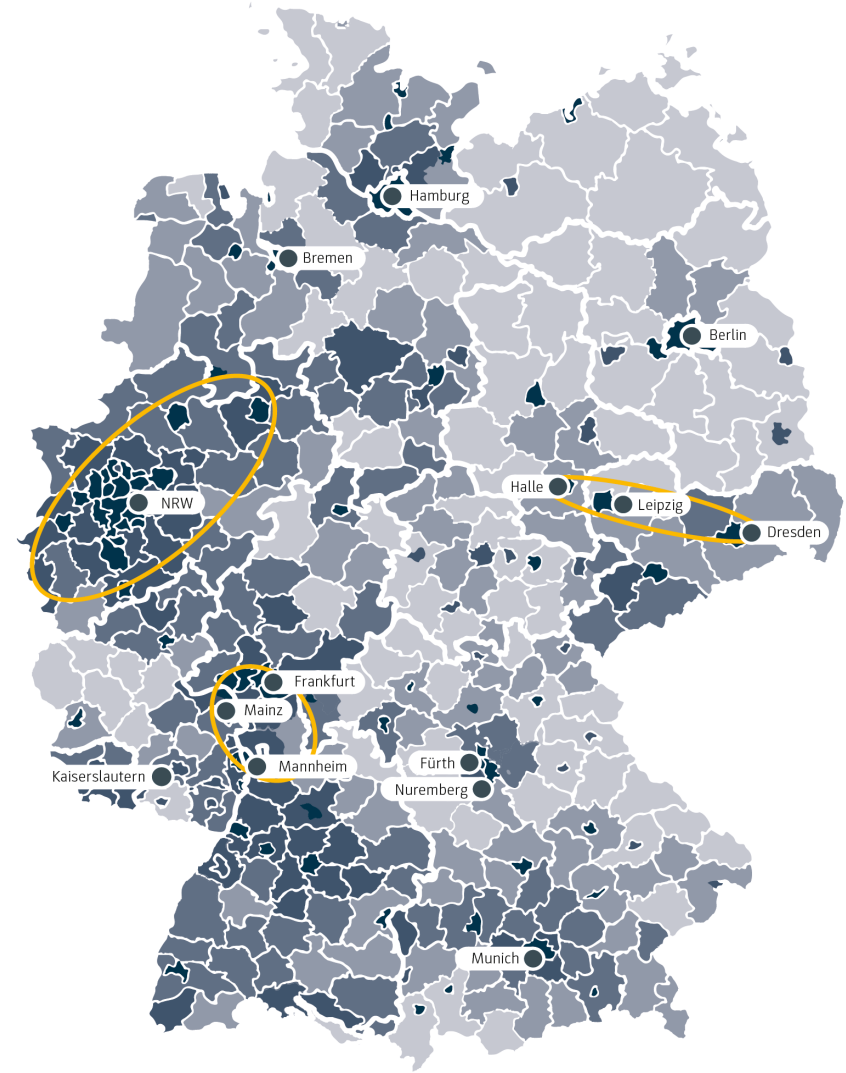 Hamburg
Bremen
Berlin
Halle
NRW
Leipzig
Dresden
Frankfurt
Mainz
Fürth
Mannheim
Kaiserslautern
Nuremberg
Munich